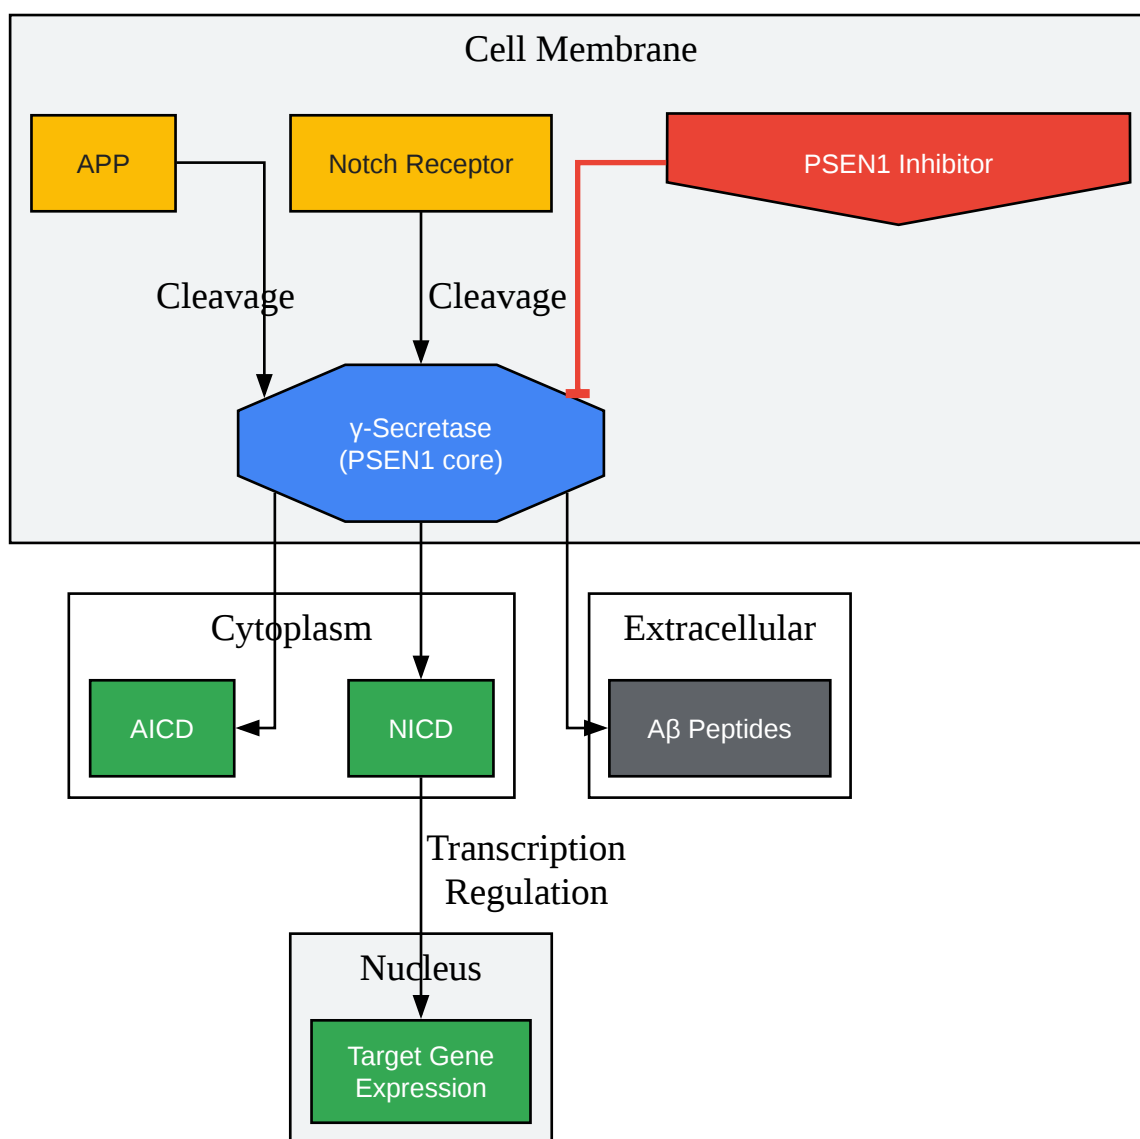 Cell Membrane
APP
Notch Receptor
PSEN1 Inhibitor
Cleavage
Cleavage
γ-Secretase
(PSEN1 core)
Cytoplasm
Extracellular
AICD
NICD
Aβ Peptides
Transcription
Regulation
Nucleus
Target Gene
Expression